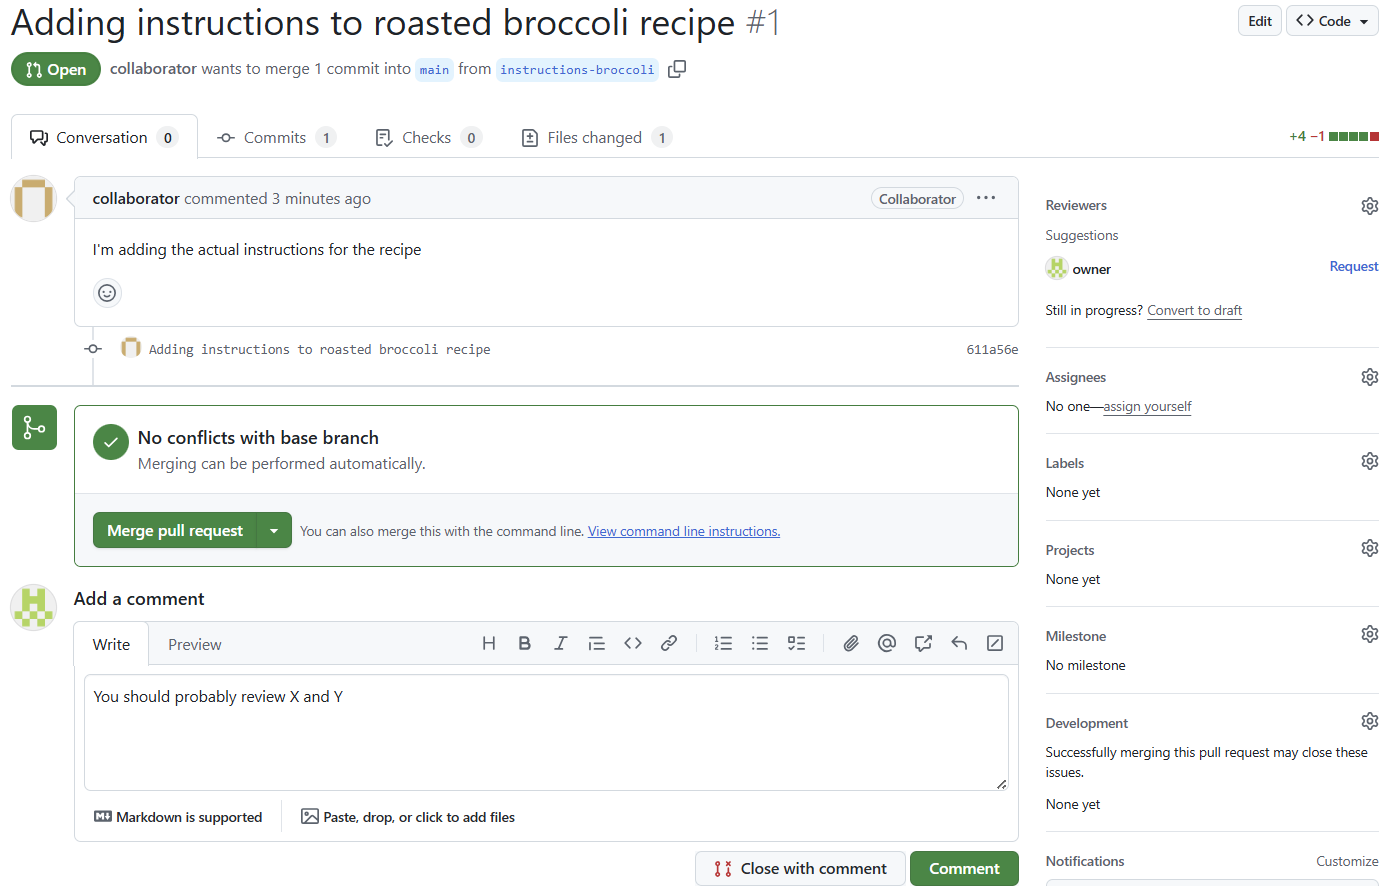 Adding instructions to roasted broccoli recipe #1
Edit
Code
Open
collaborator wants to merge 1 commit into main from instructions-broccoli
Conversation 0
Commits 1
Checks 0
Files changed 1
+4 −1
collaborator commented 3 minutes ago
Collaborator
I'm adding the actual instructions for the recipe
Adding instructions to roasted broccoli recipe
611a56e
No conflicts with base branch
Merging can be performed automatically.
Merge pull request
You can also merge this with the command line. View command line instructions.
Add a comment
Write
Preview
You should probably review X and Y
Markdown is supported
Paste, drop, or click to add files
Close with comment
Comment
Reviewers
Suggestions
owner
Request
Still in progress? Convert to draft
Assignees
No one—assign yourself
Labels
None yet
Projects
None yet
Milestone
No milestone
Development
Successfully merging this pull request may close these
issues.
None yet
Notifications
Customize